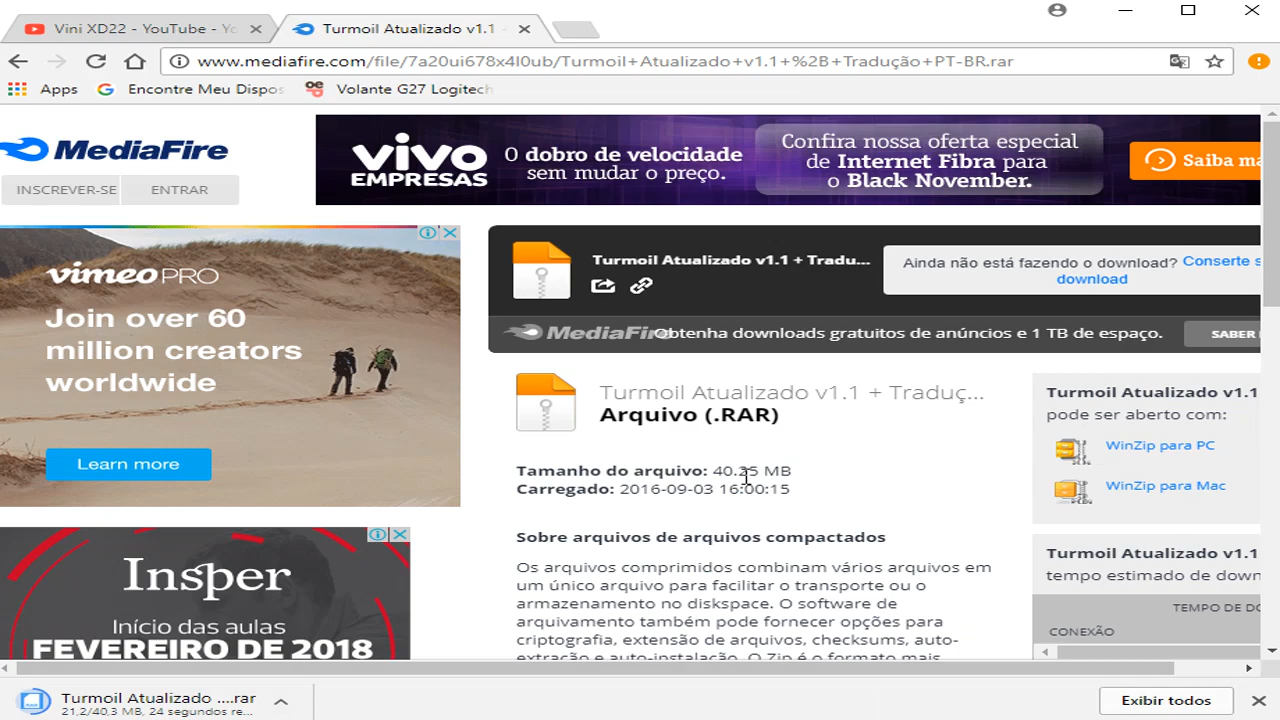 Vini XD22 - YouTube - Yo
Turmoil Atualizado v1.1
www.mediafire.com/file/7a20ui678x4l0ub/Turmoil+Atualizado+v1.1+%2B+Tradução+PT-BR.rar
Apps
Encontre Meu Dispos
Volante G27 Logitech
MediaFire
INSCREVER-SE
ENTRAR
vivo
EMPRESAS
O dobro de velocidade
sem mudar o preço.
Confira nossa oferta especial
de Internet Fibra para
o Black November.
Saiba ma
vimeo PRO
Join over 60
million creators
worldwide
Learn more
Turmoil Atualizado v1.1 + Tradu...
Ainda não está fazendo o download? Conserte s
download
MediaFire
Obtenha downloads gratuitos de anúncios e 1 TB de espaço.
SABER
Turmoil Atualizado v1.1 + Traduç...
Arquivo (.RAR)
Tamanho do arquivo: 40.25 MB
Carregado: 2016-09-03 16:00:15
Turmoil Atualizado v1.1
pode ser aberto com:
WinZip para PC
WinZip para Mac
Insper
Início das aulas
FEVEREIRO DE 2018
Sobre arquivos de arquivos compactados
Os arquivos comprimidos combinam vários arquivos em
um único arquivo para facilitar o transporte ou o
armazenamento no diskspace. O software de
arquivamento também pode fornecer opções para
criptografia, extensão de arquivos, checksums, auto-
extração e auto-instalação. O Zip é o formato mais
Turmoil Atualizado v1.1
tempo estimado de down
TEMPO DE DO
CONEXÃO
Turmoil Atualizado ....rar
21,2/40,3 MB, 24 segundos re...
Exibir todos